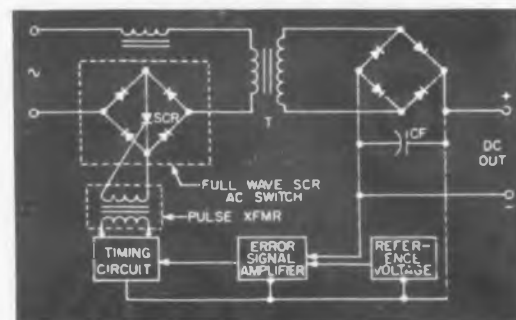 SCR
T
CF
+
DC
OUT
−
FULL WAVE SCR
AC SWITCH
PULSE XFMR
TIMING
CIRCUIT
ERROR
SIGNAL
AMPLIFIER
REFER-
ENCE
VOLTAGE